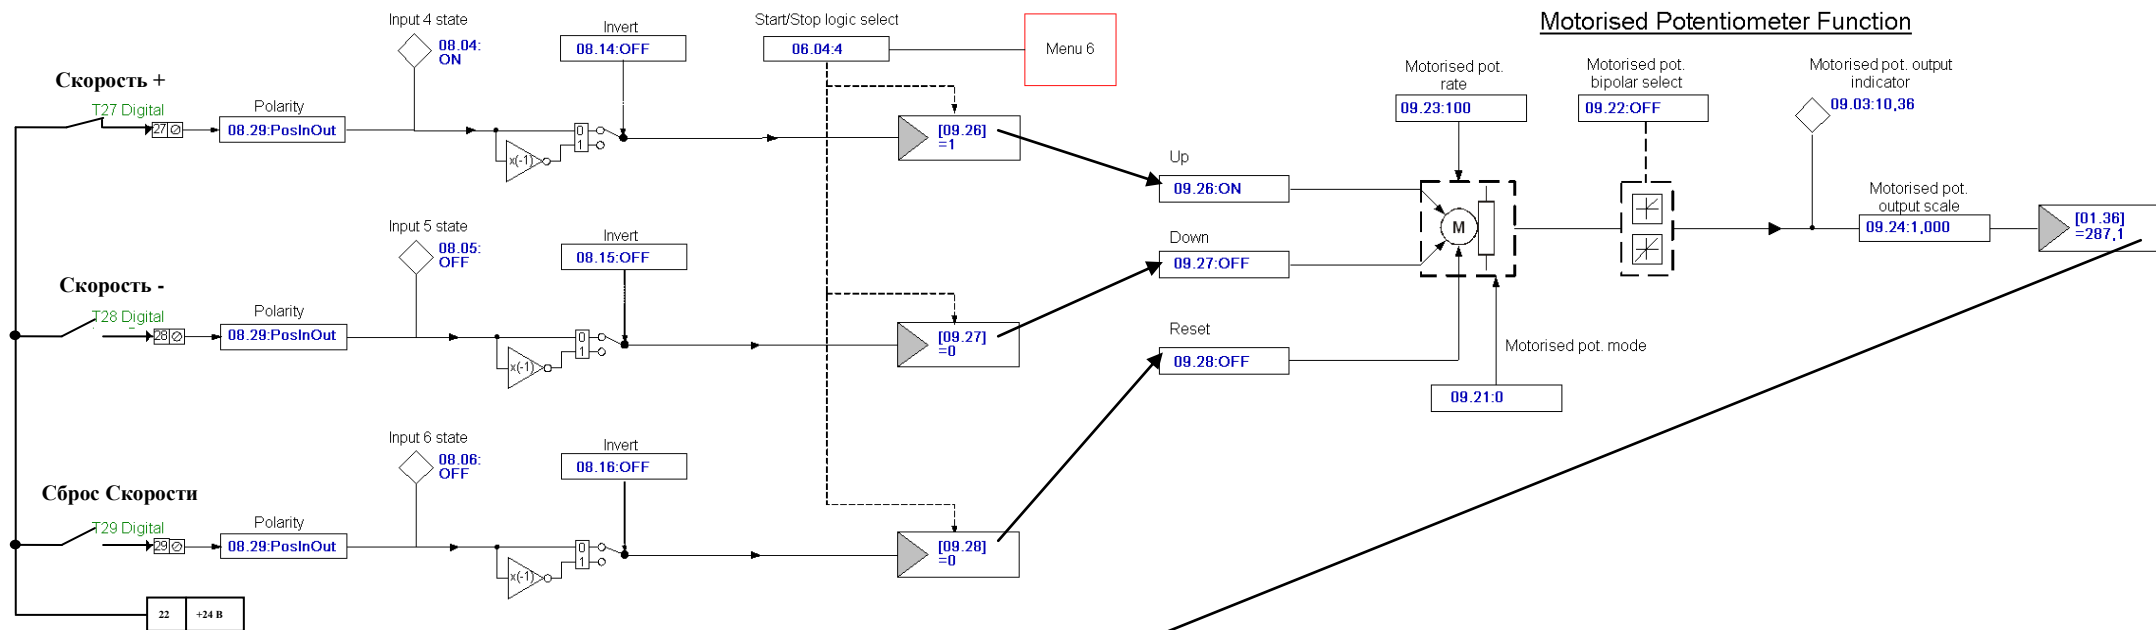 Motorised Potentiometer Function
Input 4 state
08.04:
ON
Invert
08.14:OFF
Start/Stop logic select
06.04:4
Menu 6
Скорость +
T27 Digital
27
Polarity
08.29:PosInOut
x(-1)
0
1
[09.26]
=1
Motorised pot.
rate
09.23:100
Motorised pot.
bipolar select
09.22:OFF
Motorised pot. output
indicator
09.03:10,36
Up
09.26:ON
Input 5 state
08.05:
OFF
Invert
08.15:OFF
Down
09.27:OFF
M
Motorised pot.
output scale
09.24:1,000
[01.36]
=287,1
Скорость -
T28 Digital
28
Polarity
08.29:PosInOut
x(-1)
0
1
[09.27]
=0
Reset
09.28:OFF
Motorised pot. mode
09.21:0
Input 6 state
08.06:
OFF
Invert
08.16:OFF
Сброс Скорости
T29 Digital
29
Polarity
08.29:PosInOut
x(-1)
0
1
[09.28]
=0
22
+24 В